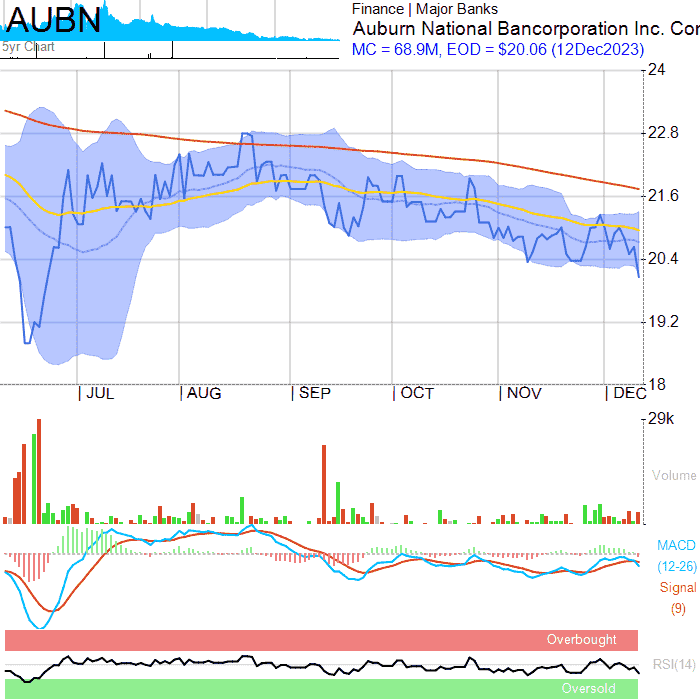 AUBN
5yr Chart
Finance | Major Banks
Auburn National Bancorporation Inc. Cor
MC = 68.9M, EOD = $20.06 (12Dec2023)
24
22.8
21.6
20.4
19.2
18
| JUL | AUG | SEP | OCT | NOV | DEC
29k
Volume
MACD
(12-26)
Signal
(9)
Overbought
RSI(14)
Oversold